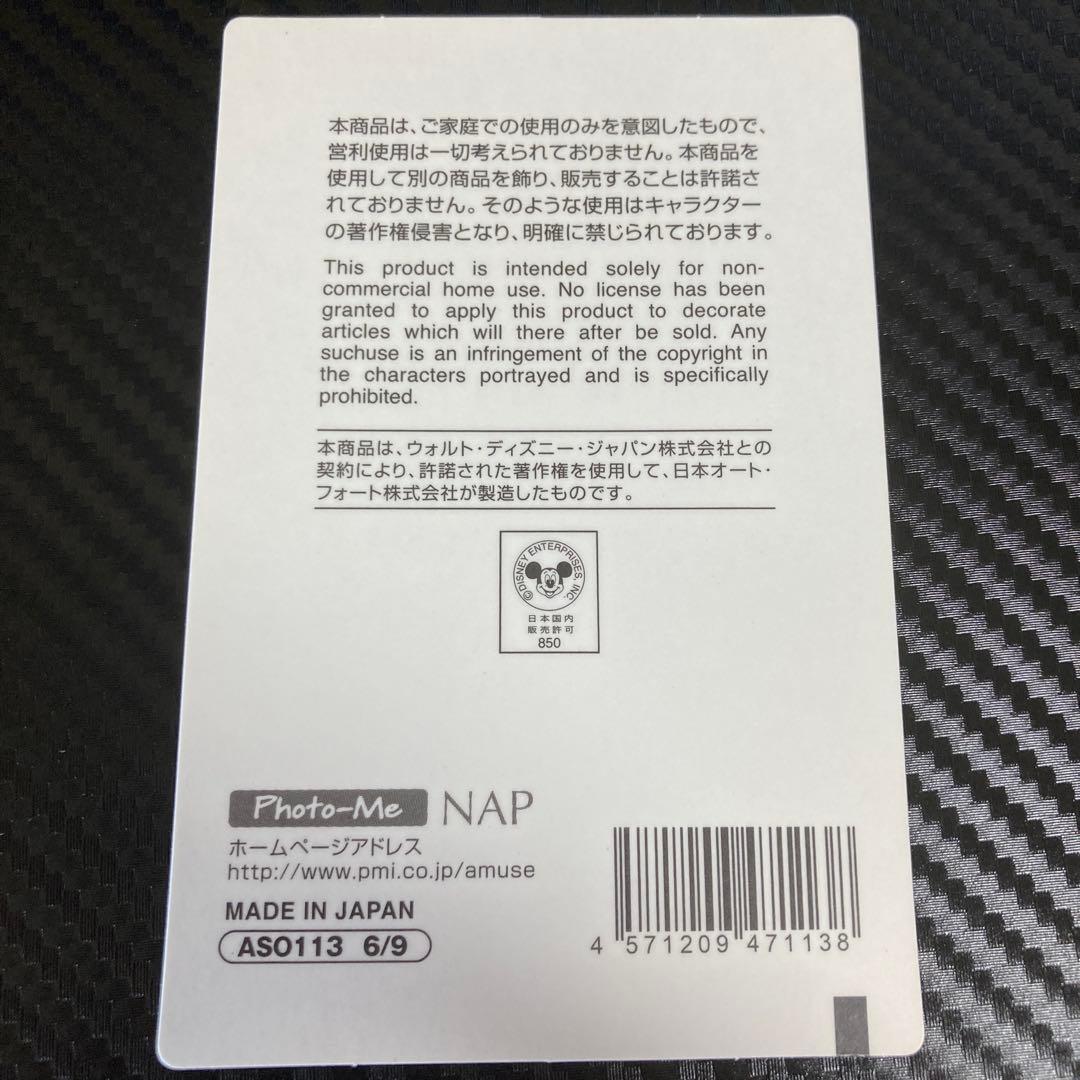 本商品は、ご家庭での使用のみを意図したもので、
営利使用は一切考えられておりません。本商品を
使用して別の商品を飾り、販売することは許諾さ
れておりません。そのような使用はキャラクター
の著作権侵害となり、明確に禁じられております。
This product is intended solely for non-
commercial home use. No license has been
granted to apply this product to decorate
articles which will there after be sold. Any
suchuse is an infringement of the copyright in
the characters portrayed and is specifically
prohibited.
本商品は、ウォルト・ディズニー・ジャパン株式会社との
契約により、許諾された著作権を使用して、日本オート・
フォート株式会社が製造したものです。
©DISNEY ENTERPRISES, INC.
日本国内
販売許可
850
Photo-Me NAP
ホームページアドレス
http://www.pmi.co.jp/amuse
MADE IN JAPAN
ASO113 6/9
4 571209 471138